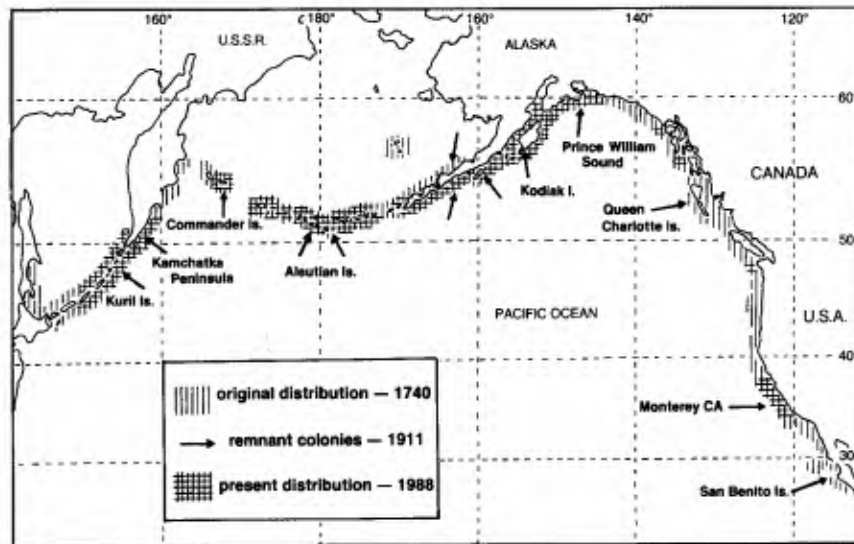 160°
180°
160°
140°
120°
U.S.S.R.
ALASKA
60
Prince William
Sound
CANADA
Kodiak I.
Commander is.
Queen
Charlotte Is.
50
Kamchatka
Peninsula
Aleutian Is.
Kuril Is.
PACIFIC OCEAN
U.S.A.
40
original distribution — 1740
Monterey CA
remnant colonies — 1911
30
present distribution — 1988
San Benito Is.